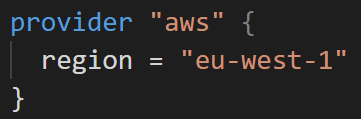 provider "aws" {
  region = "eu-west-1"
}